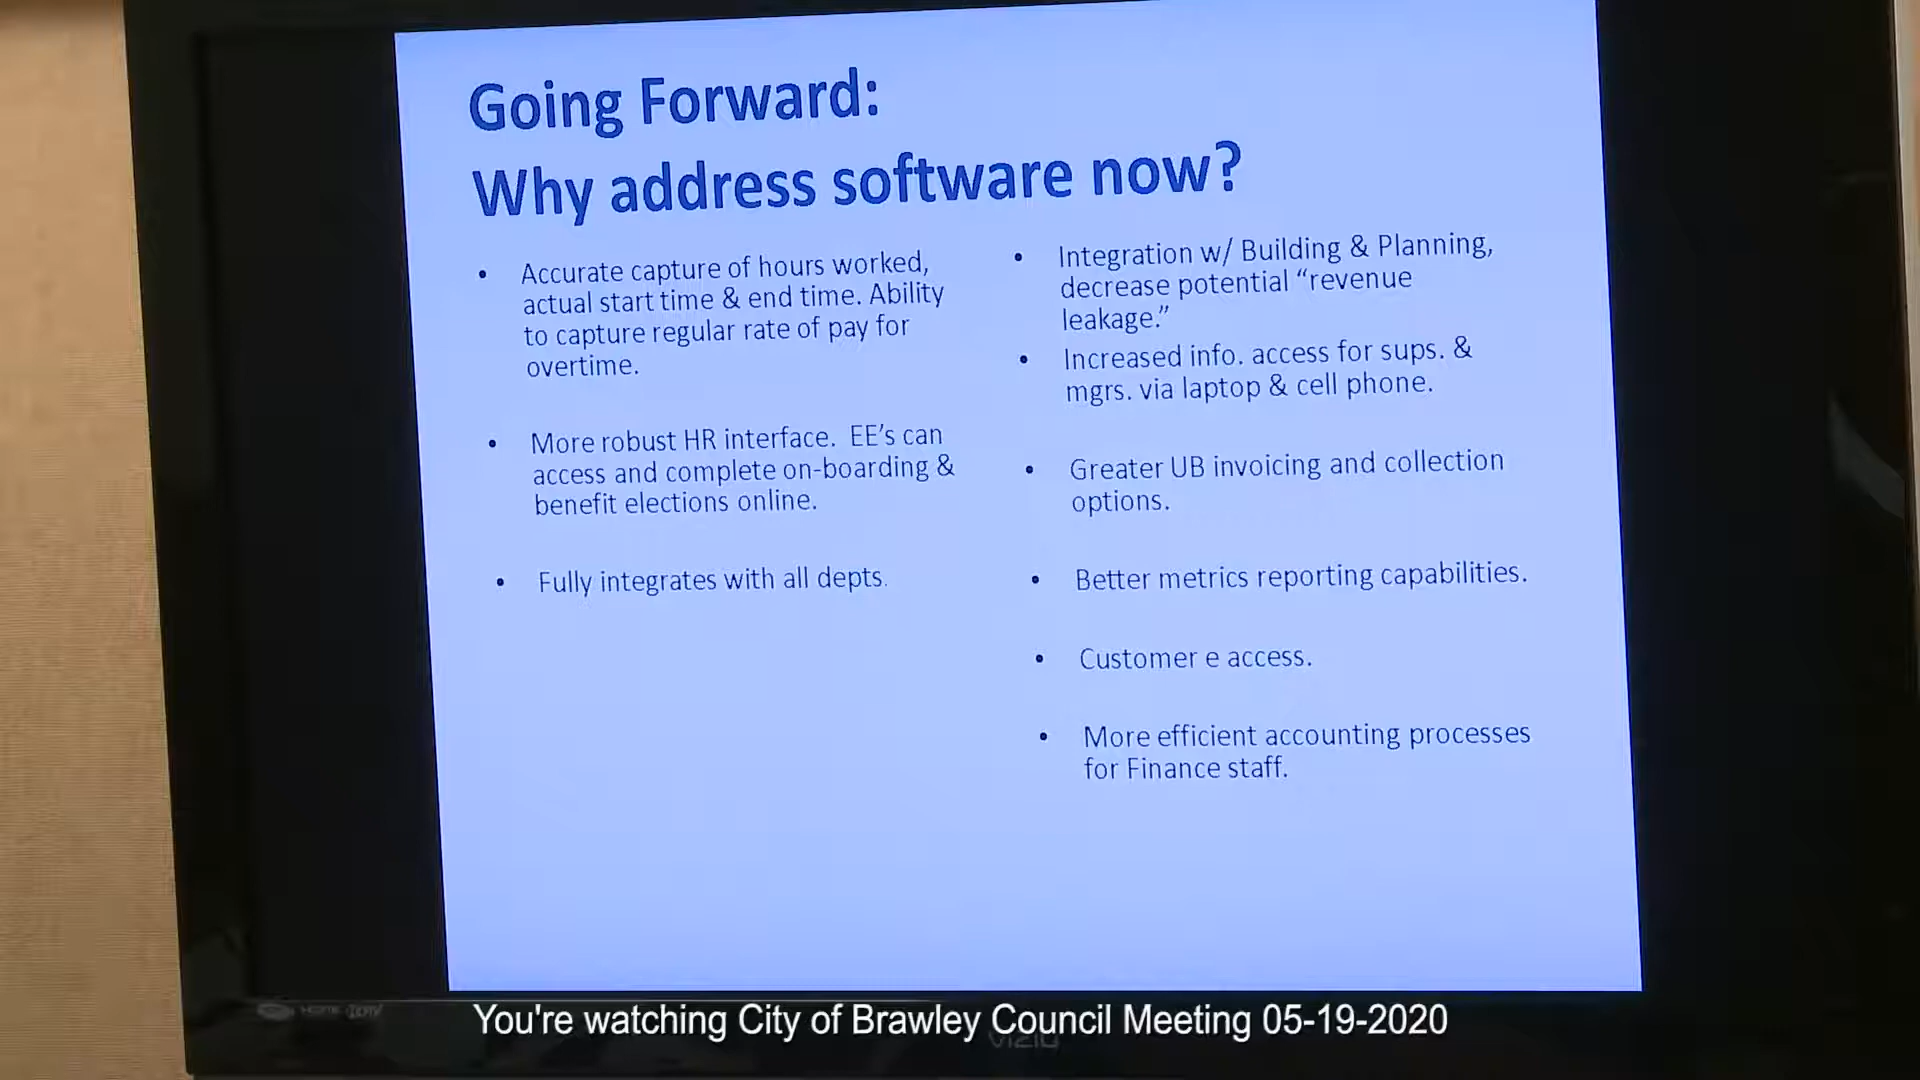 Going Forward:
Why address software now?
• Accurate capture of hours worked,
actual start time & end time. Ability
to capture regular rate of pay for
overtime.
• More robust HR interface.  EE's can
access and complete on-boarding &
benefit elections online.
• Fully integrates with all depts.
• Integration w/ Building & Planning,
decrease potential “revenue
leakage.”
• Increased info. access for sups. &
mgrs. via laptop & cell phone.
• Greater UB invoicing and collection
options.
• Better metrics reporting capabilities.
• Customer e access.
• More efficient accounting processes
for Finance staff.
You're watching City of Brawley Council Meeting 05-19-2020
VIZIO